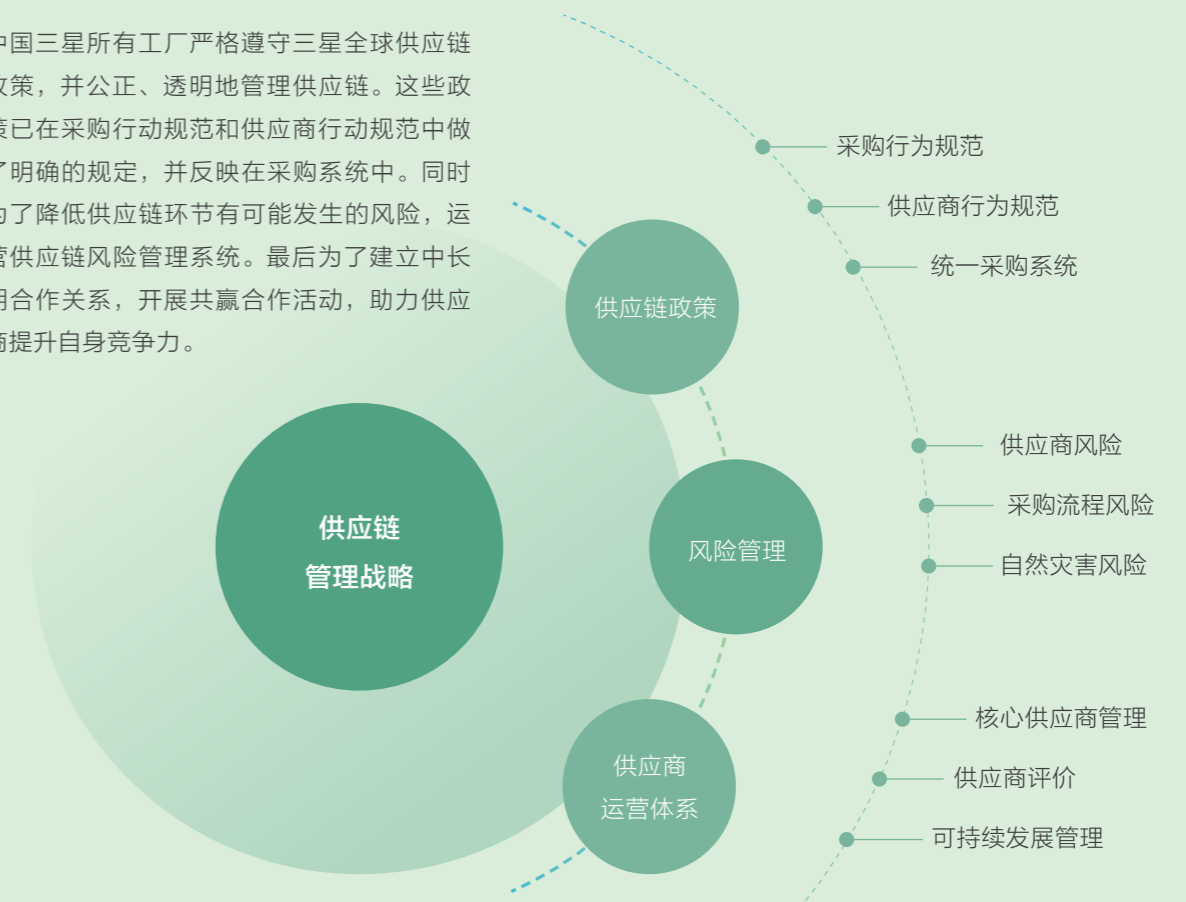 中国三星所有工厂严格遵守三星全球供应链
政策，并公正、透明地管理供应链。这些政
策已在采购行动规范和供应商行动规范中做
了明确的规定，并反映在采购系统中。同时
为了降低供应链环节有可能发生的风险，运
营供应链风险管理系统。最后为了建立中长
期合作关系，开展共赢合作活动，助力供应
商提升自身竞争力。
采购行为规范
供应商行为规范
统一采购系统
供应链政策
供应商风险
采购流程风险
自然灾害风险
供应链
管理战略
风险管理
核心供应商管理
供应商评价
可持续发展管理
供应商
运营体系